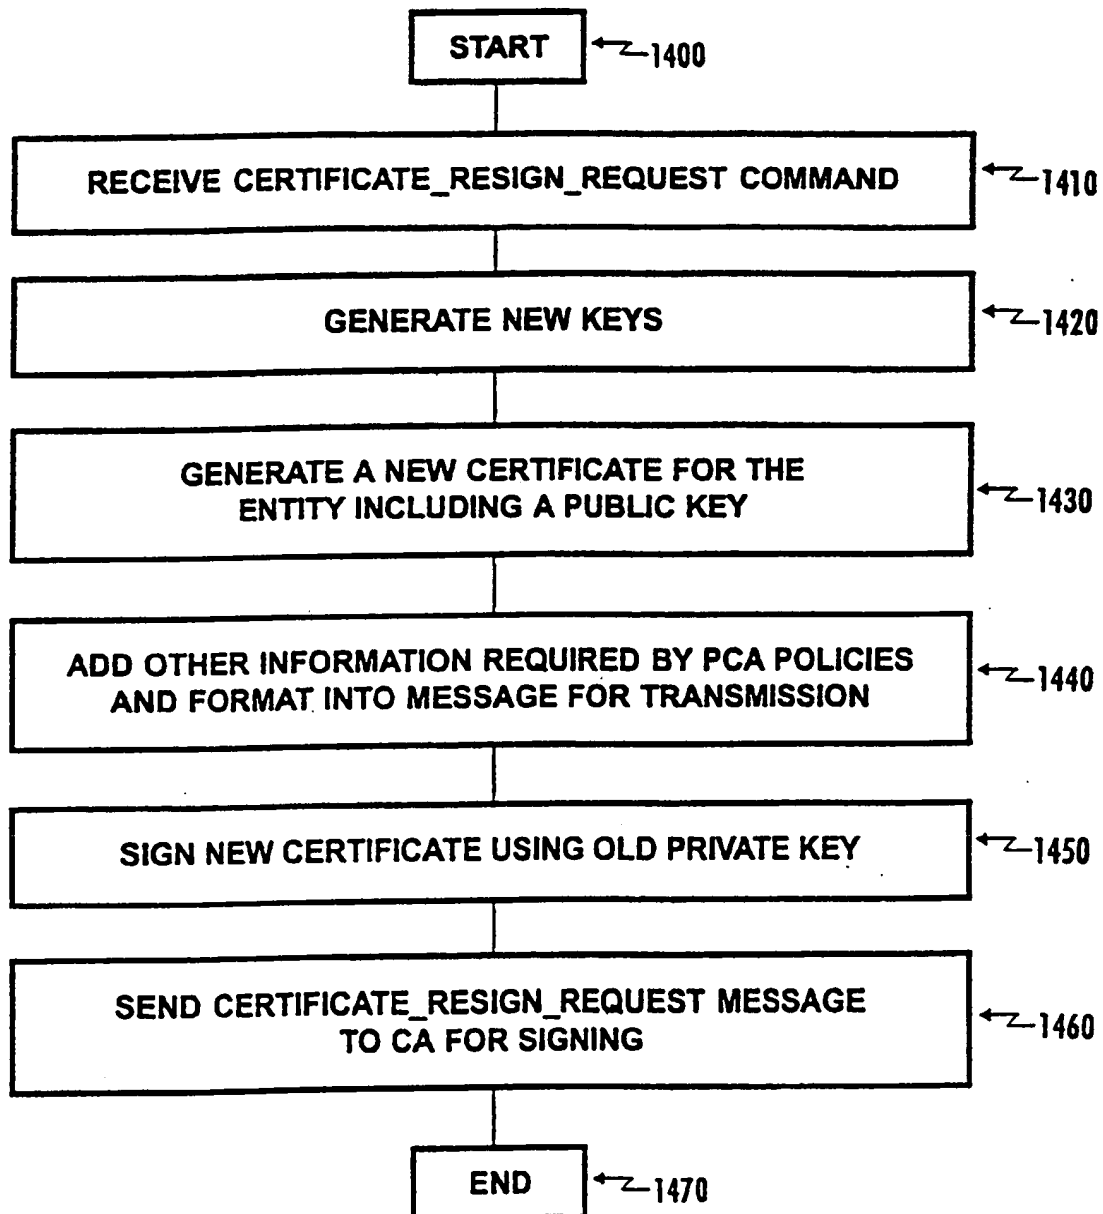 START
1400
RECEIVE CERTIFICATE_RESIGN_REQUEST COMMAND
1410
GENERATE NEW KEYS
1420
GENERATE A NEW CERTIFICATE FOR THE
ENTITY INCLUDING A PUBLIC KEY
1430
ADD OTHER INFORMATION REQUIRED BY PCA POLICIES
AND FORMAT INTO MESSAGE FOR TRANSMISSION
1440
SIGN NEW CERTIFICATE USING OLD PRIVATE KEY
1450
SEND CERTIFICATE_RESIGN_REQUEST MESSAGE
TO CA FOR SIGNING
1460
END
1470